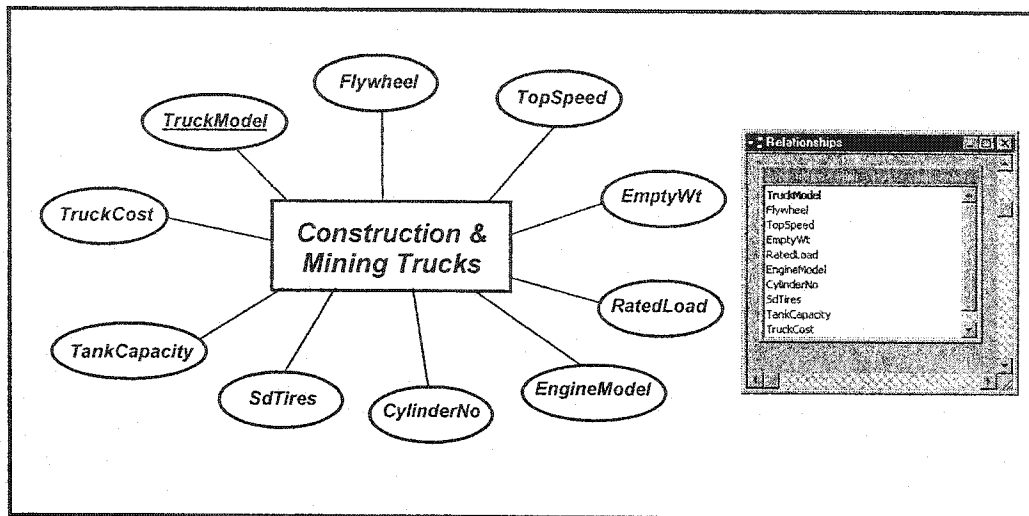 Flywheel
TopSpeed
TruckModel
EmptyWt
TruckCost
Construction &
Mining Trucks
RatedLoad
TankCapacity
SdTires
CylinderNo
EngineModel
Relationships
TruckModel
Flywheel
TopSpeed
EmptyWt
RatedLoad
EngineModel
CylinderNo
SdTires
TankCapacity
TruckCost